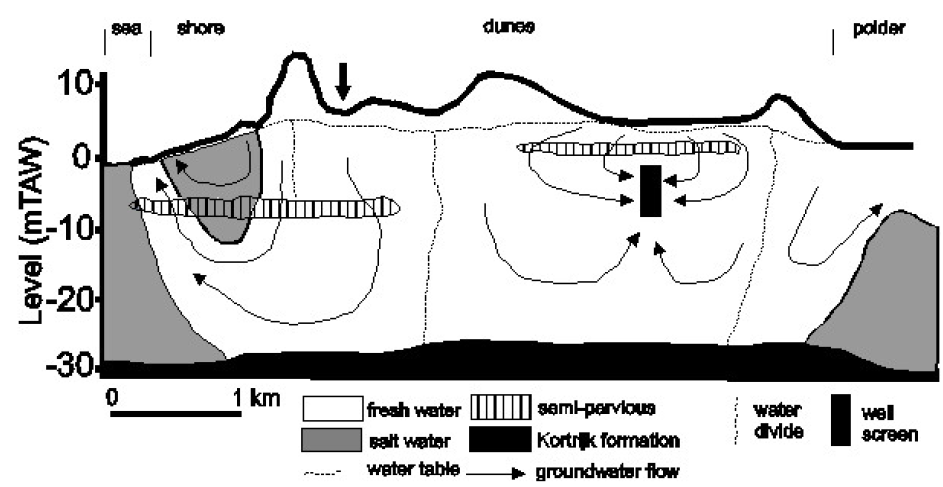 sea shore dunes polder
10
0
-10
-20
-30
Level (mTAW)
0 1 km
fresh water semi-pervious water well
salt water Kortrijk formation divide screen
water table groundwater flow